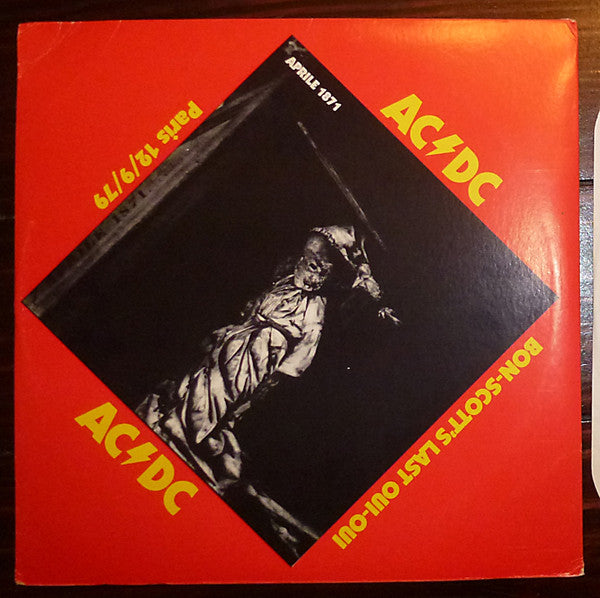 APRILE 1871
AC⚡DC
Paris 12/9/79
BON-SCOTT'S LAST OUI-OUI
AC⚡DC